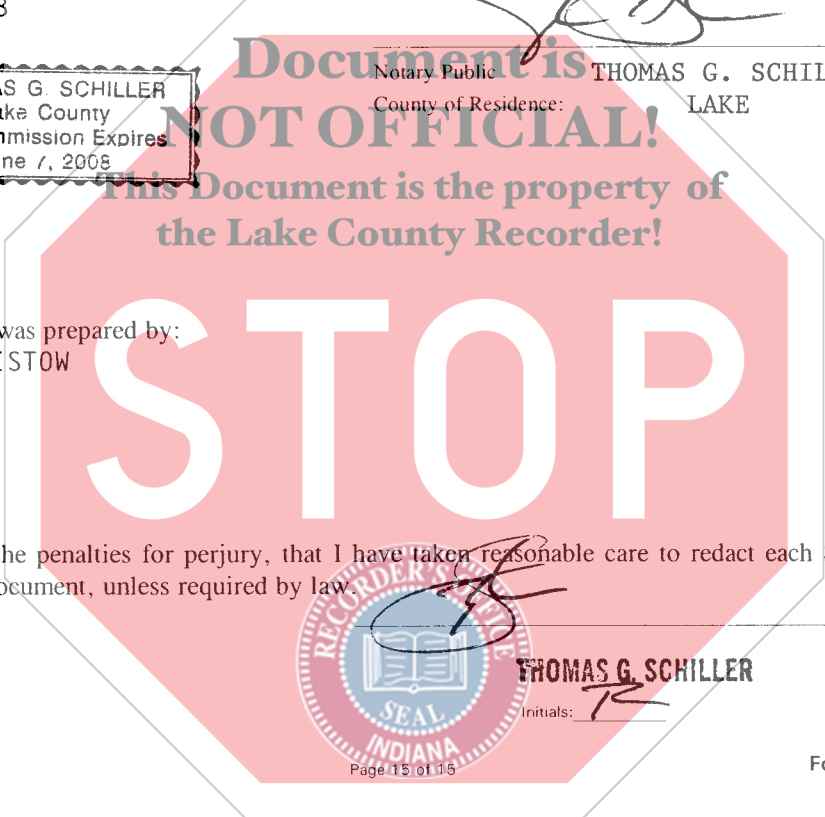 8
Document is
Notary Public THOMAS G. SCHIL
AS G. SCHILLER
ake County
mmission Expires
ne 7, 2008
County of Residence: LAKE
NOT OFFICIAL!
This Document is the property of
the Lake County Recorder!
was prepared by:
ISTOW
STOP
he penalties for perjury, that I have taken reasonable care to redact each
ocument, unless required by law.
RECORDER'S OFFICE
SEAL
INDIANA
THOMAS G. SCHILLER
Initials:
Page 15 of 15
Fo